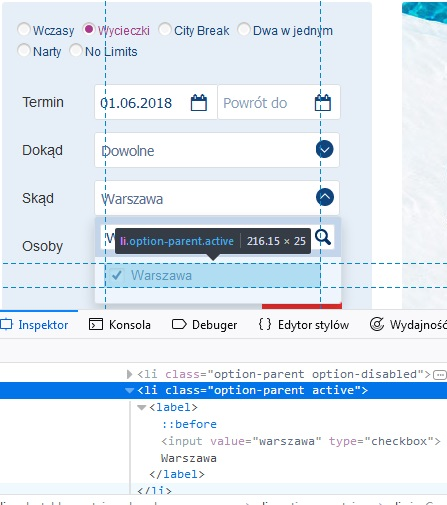 Wczasy Wycieczki City Break Dwa w jednym
Narty No Limits
Termin 01.06.2018 Powrót do
Dokąd Dowolne
Skąd Warszawa
Osoby
li.option-parent.active 216.15 × 25
Warszawa
Inspektor Konsola Debuger {} Edytor stylów Wydajność
<li class="option-parent option-disabled">
<li class="option-parent active">
<label>
::before
<input value="warszawa" type="checkbox">
Warszawa
</label>
</li>